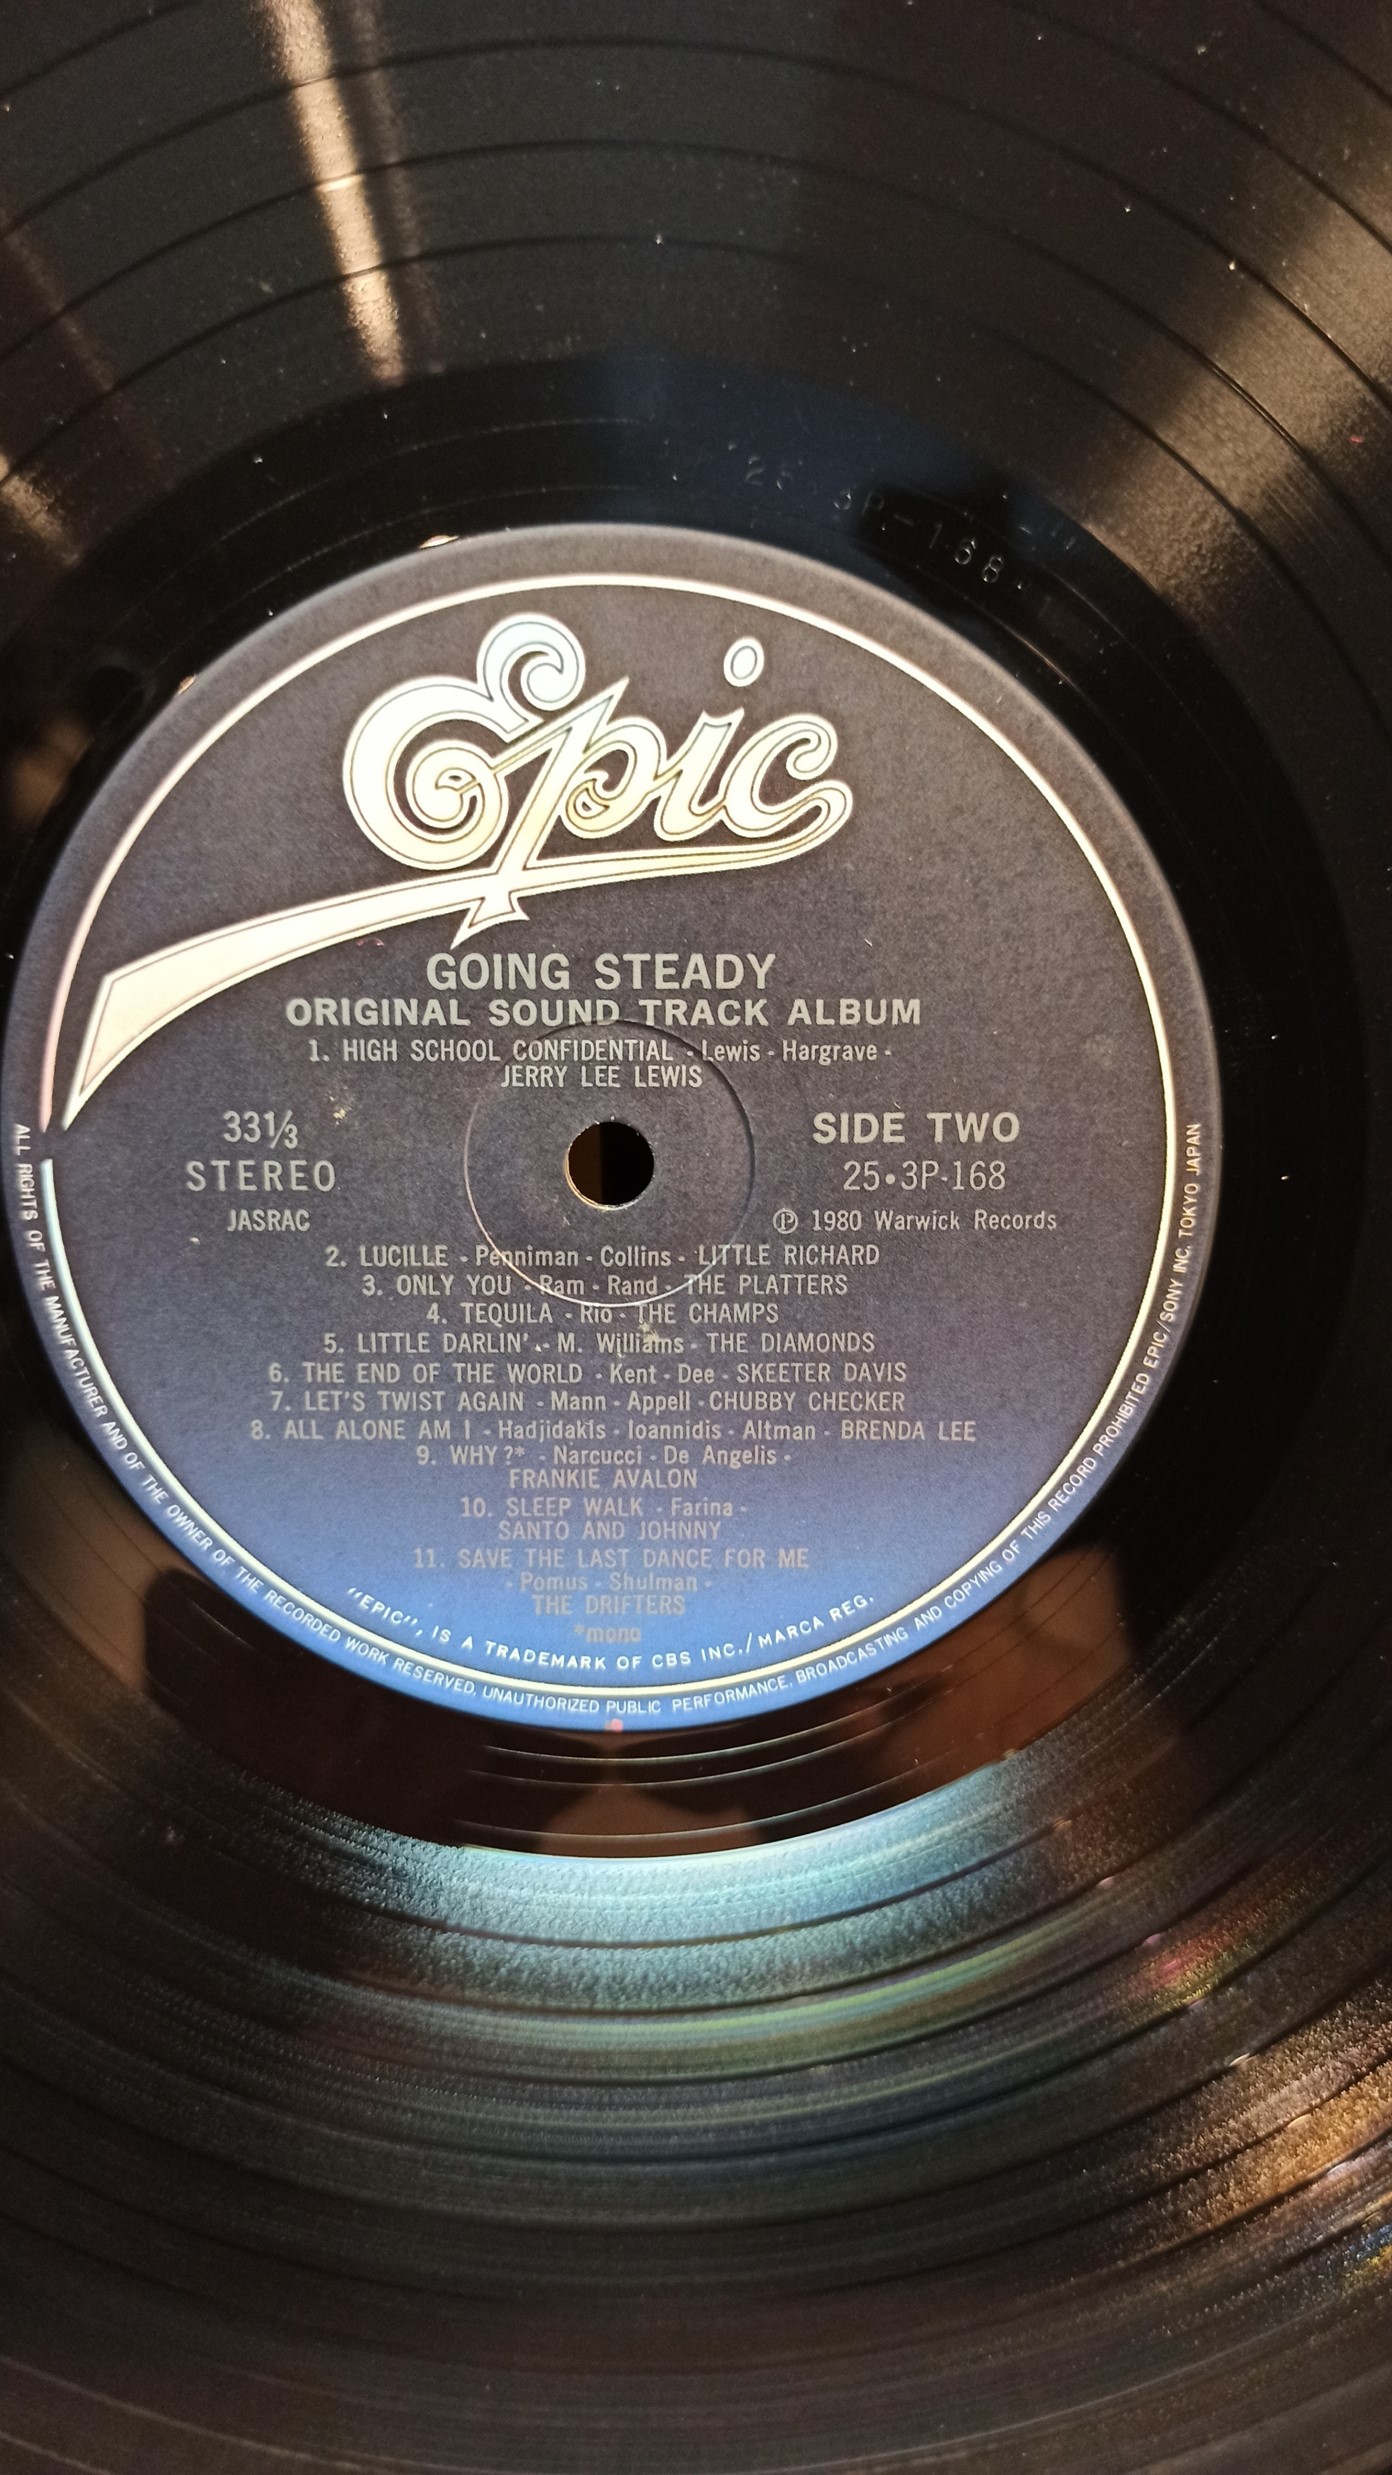 25 3P-168
Epic
GOING STEADY
ORIGINAL SOUND TRACK ALBUM
1. HIGH SCHOOL CONFIDENTIAL - Lewis - Hargrave -
JERRY LEE LEWIS
33⅓
STEREO
JASRAC
SIDE TWO
25•3P-168
Ⓟ 1980 Warwick Records
2. LUCILLE - Penniman - Collins - LITTLE RICHARD
3. ONLY YOU - Ram - Rand - THE PLATTERS
4. TEQUILA - Rio - THE CHAMPS
5. LITTLE DARLIN' - M. Williams - THE DIAMONDS
6. THE END OF THE WORLD - Kent - Dee - SKEETER DAVIS
7. LET'S TWIST AGAIN - Mann - Appell - CHUBBY CHECKER
8. ALL ALONE AM I - Hadjidakis - Ioannidis - Altman - BRENDA LEE
9. WHY?* - Narcucci - De Angelis -
FRANKIE AVALON
10. SLEEP WALK - Farina -
SANTO AND JOHNNY
11. SAVE THE LAST DANCE FOR ME
- Pomus - Shulman -
THE DRIFTERS
*mono
"EPIC", IS A TRADEMARK OF CBS INC./MARCA REG.
ALL RIGHTS OF THE MANUFACTURER AND OF THE OWNER OF THE RECORDED WORK RESERVED. UNAUTHORIZED PUBLIC PERFORMANCE. BROADCASTING AND COPYING OF THIS RECORD PROHIBITED EPIC/SONY INC. TOKYO JAPAN